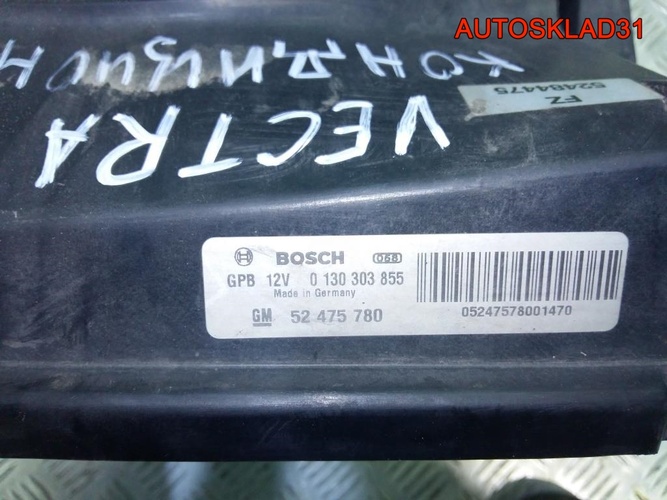 AUTOSKLAD31
КОНДИЦИОН
VECTRA
FZ
52484475
BOSCH 058
GPB 12V 0 130 303 855
Made in Germany
GM 52 475 780
05247578001470